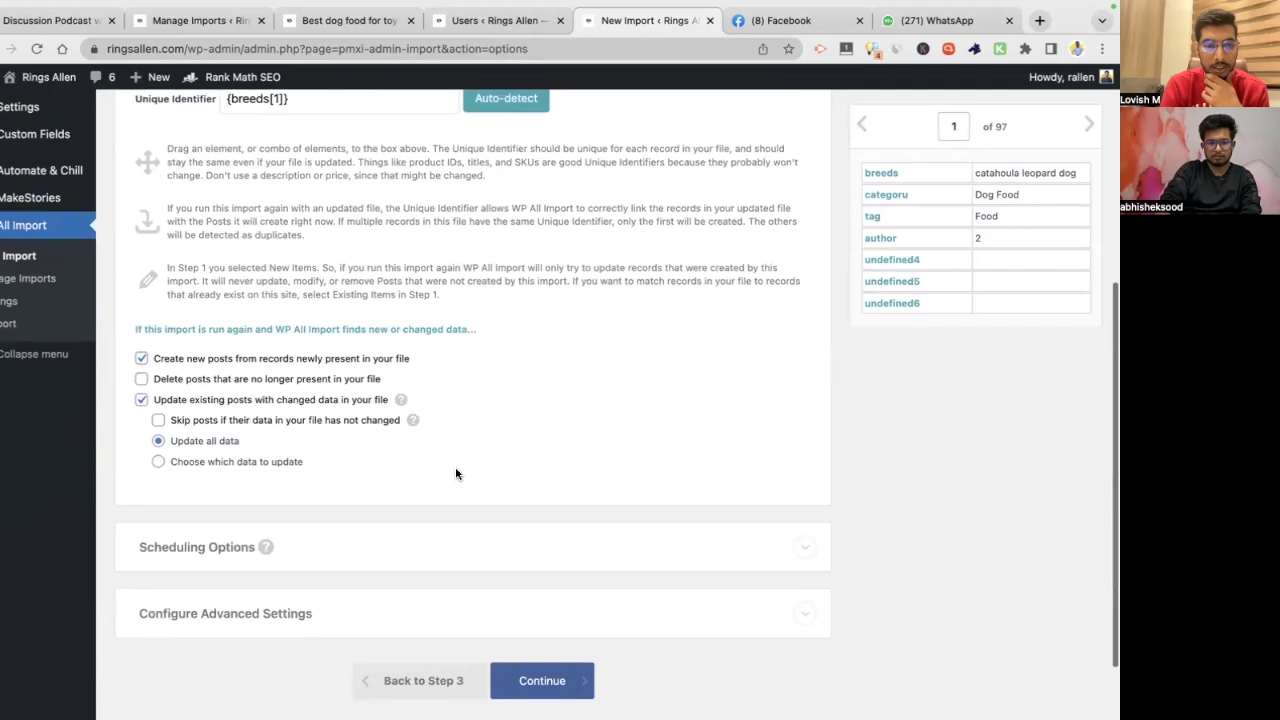 Discussion Podcast w
Manage Imports ‹ Rin
Best dog food for toy
Users ‹ Rings Allen —
New Import ‹ Rings A
(8) Facebook
(271) WhatsApp
ringsallen.com/wp-admin/admin.php?page=pmxi-admin-import&action=options
Rings Allen
6
New
Rank Math SEO
Howdy, rallen
Lovish M
abhisheksood
Settings
Custom Fields
Automate & Chill
MakeStories
All Import
Import
age Imports
ngs
port
Collapse menu
Unique Identifier
{breeds[1]}
Auto-detect
Drag an element, or combo of elements, to the box above. The Unique Identifier should be unique for each record in your file, and should
stay the same even if your file is updated. Things like product IDs, titles, and SKUs are good Unique Identifiers because they probably won't
change. Don't use a description or price, since that might be changed.
If you run this import again with an updated file, the Unique Identifier allows WP All Import to correctly link the records in your updated file
with the Posts it will create right now. If multiple records in this file have the same Unique Identifier, only the first will be created. The others
will be detected as duplicates.
In Step 1 you selected New Items. So, if you run this import again WP All Import will only try to update records that were created by this
import. It will never update, modify, or remove Posts that were not created by this import. If you want to match records in your file to records
that already exist on this site, select Existing Items in Step 1.
If this import is run again and WP All Import finds new or changed data...
Create new posts from records newly present in your file
Delete posts that are no longer present in your file
Update existing posts with changed data in your file ?
Skip posts if their data in your file has not changed ?
Update all data
Choose which data to update
Scheduling Options ?
Configure Advanced Settings
Back to Step 3
Continue
1 of 97
breeds catahoula leopard dog
categoru Dog Food
tag Food
author 2
undefined4
undefined5
undefined6